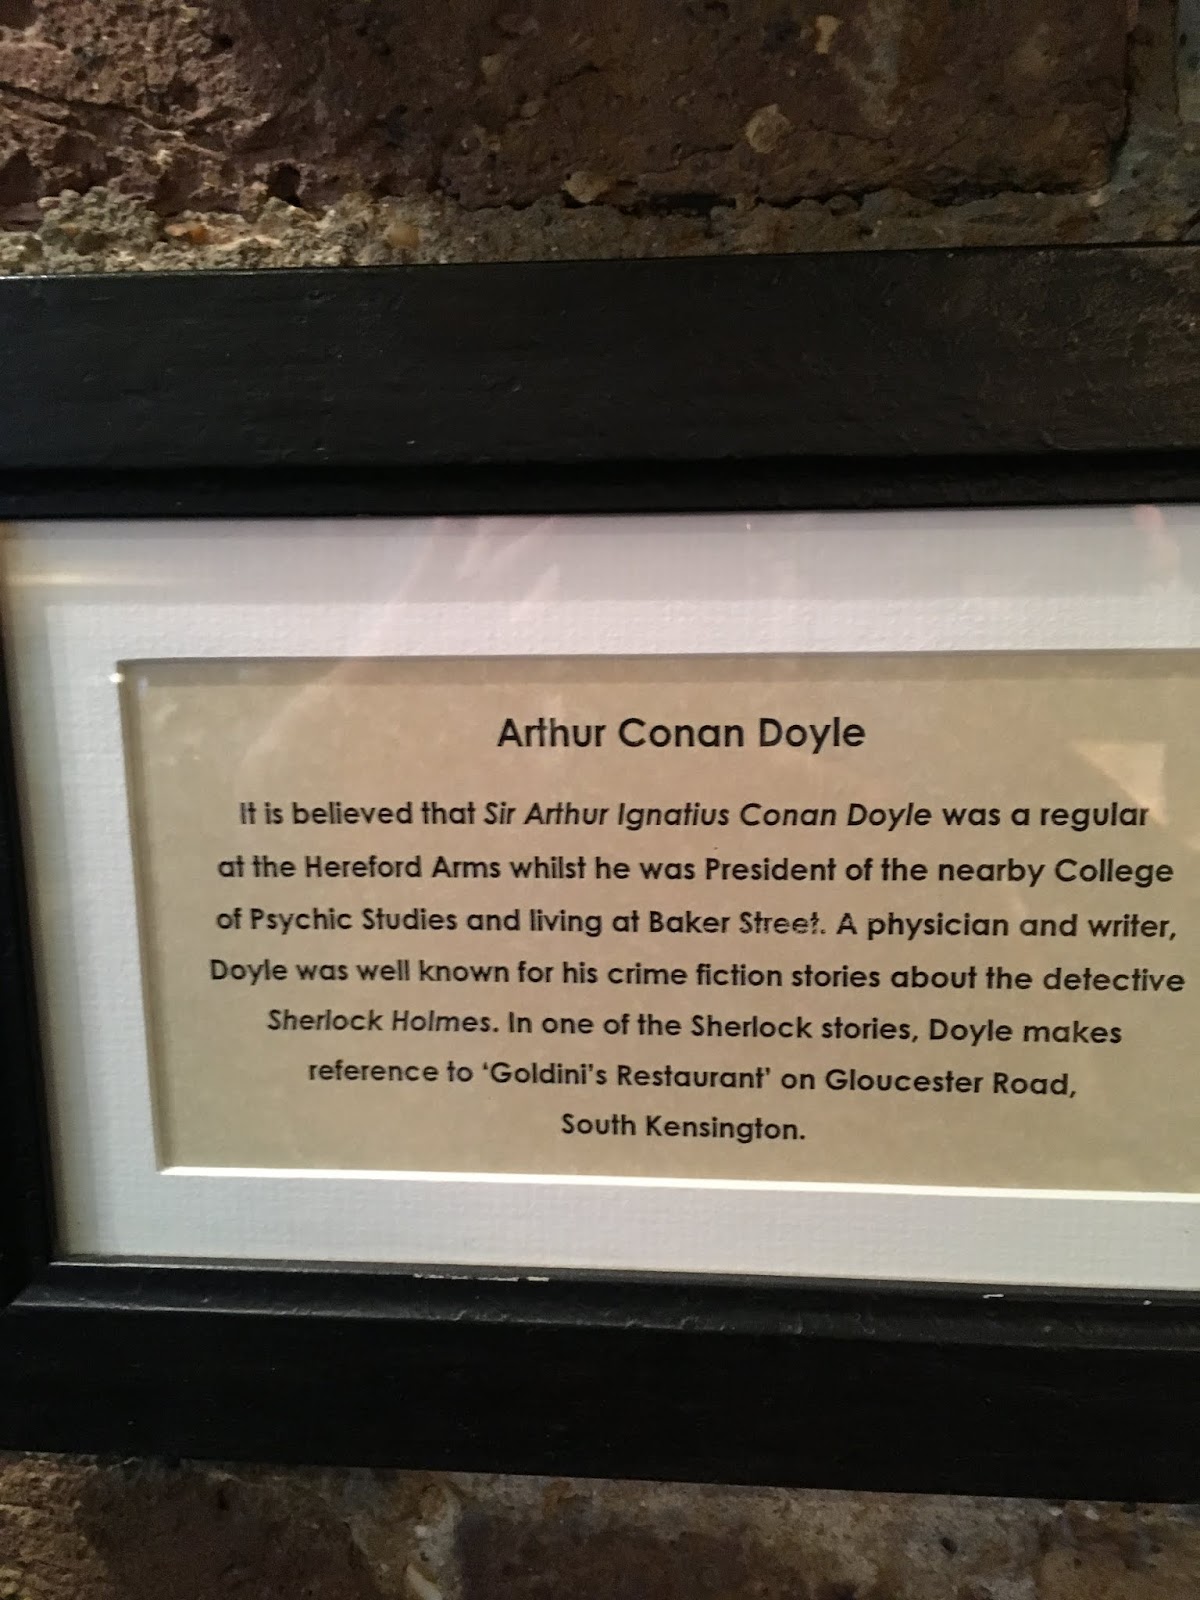 Arthur Conan Doyle
It is believed that Sir Arthur Ignatius Conan Doyle was a regular
at the Hereford Arms whilst he was President of the nearby College
of Psychic Studies and living at Baker Street. A physician and writer,
Doyle was well known for his crime fiction stories about the detective
Sherlock Holmes. In one of the Sherlock stories, Doyle makes
reference to ‘Goldini’s Restaurant’ on Gloucester Road,
South Kensington.